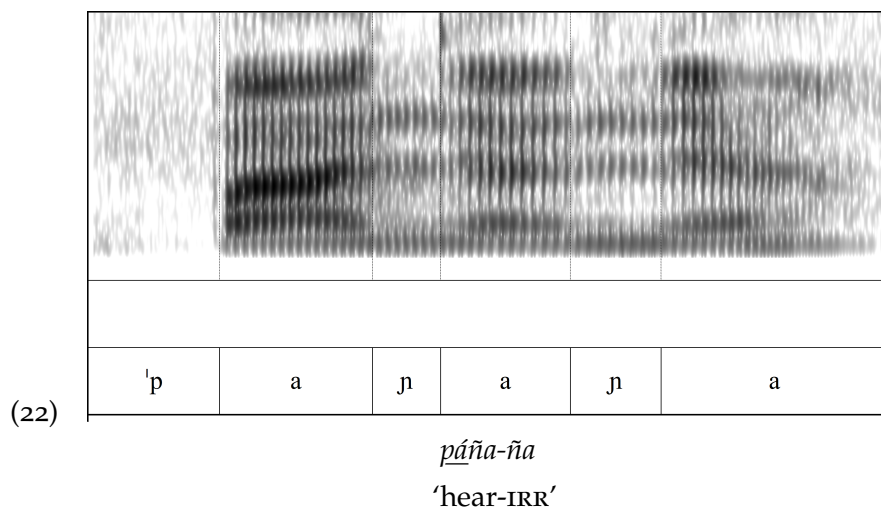 ˈp a ɲ a ɲ a
(22)
páña-ña
‘hear-IRR’